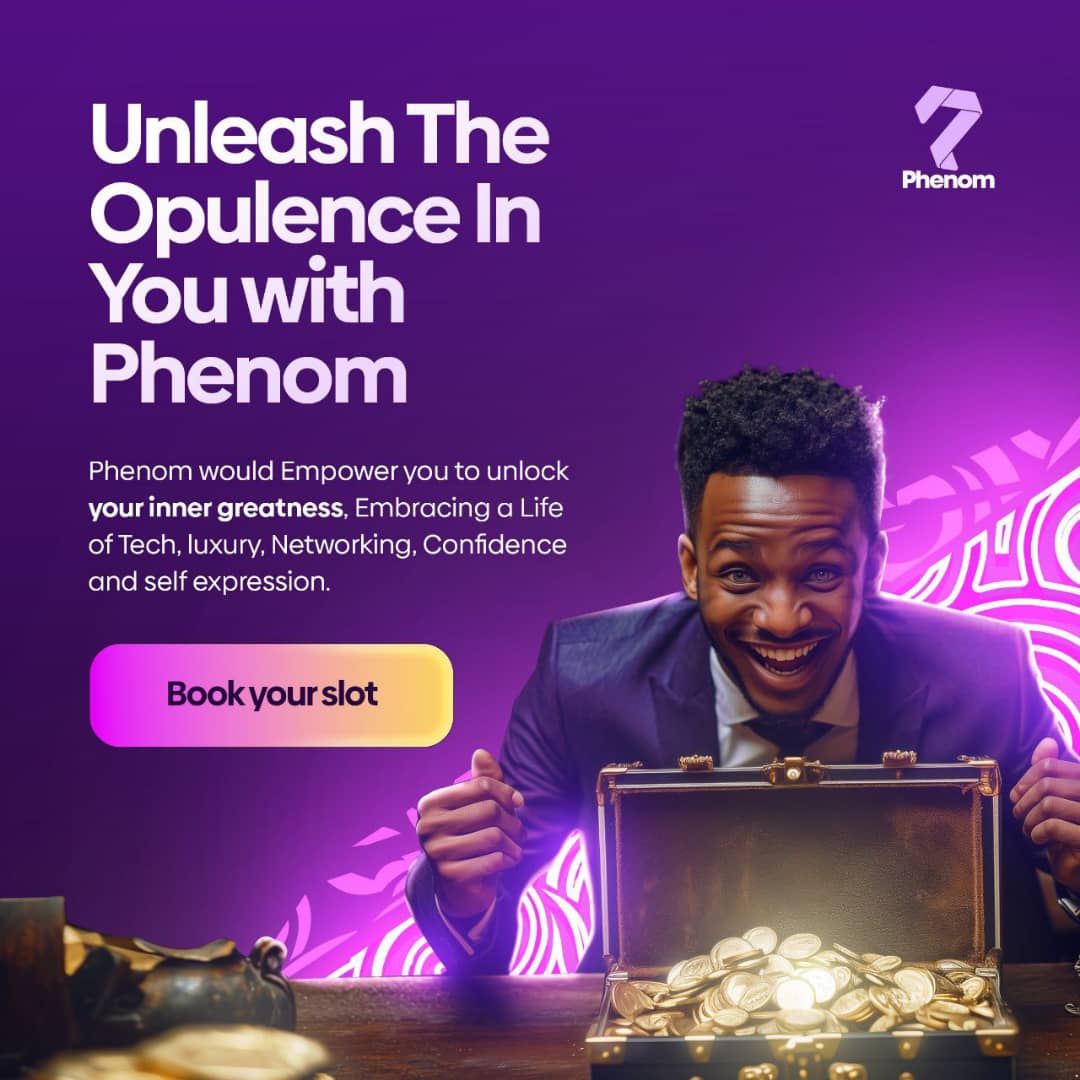 Unleash The
Opulence In
You with
Phenom
Phenom
Phenom would Empower you to unlock
your inner greatness, Embracing a Life
of Tech, luxury, Networking, Confidence
and self expression.
Book your slot